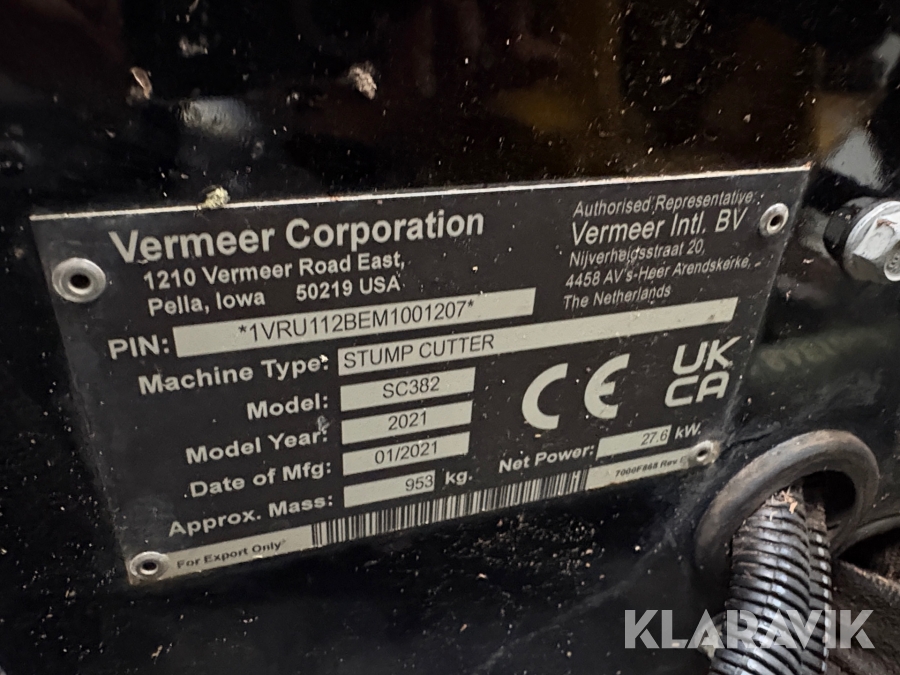 Vermeer Corporation
1210 Vermeer Road East,
Pella, Iowa 50219 USA
Authorised Representative:
Vermeer Intl. BV
Nijverheidsstraat 20,
4458 AV's-Heer Arendskerke,
The Netherlands
PIN: *1VRU112BEM1001207*
Machine Type: STUMP CUTTER
Model: SC382
Model Year: 2021
Date of Mfg: 01/2021
Approx. Mass: 953 kg.
CE
UK
CA
Net Power: 27.6 kW.
For Export Only
7000F868 Rev
KLARAVIK